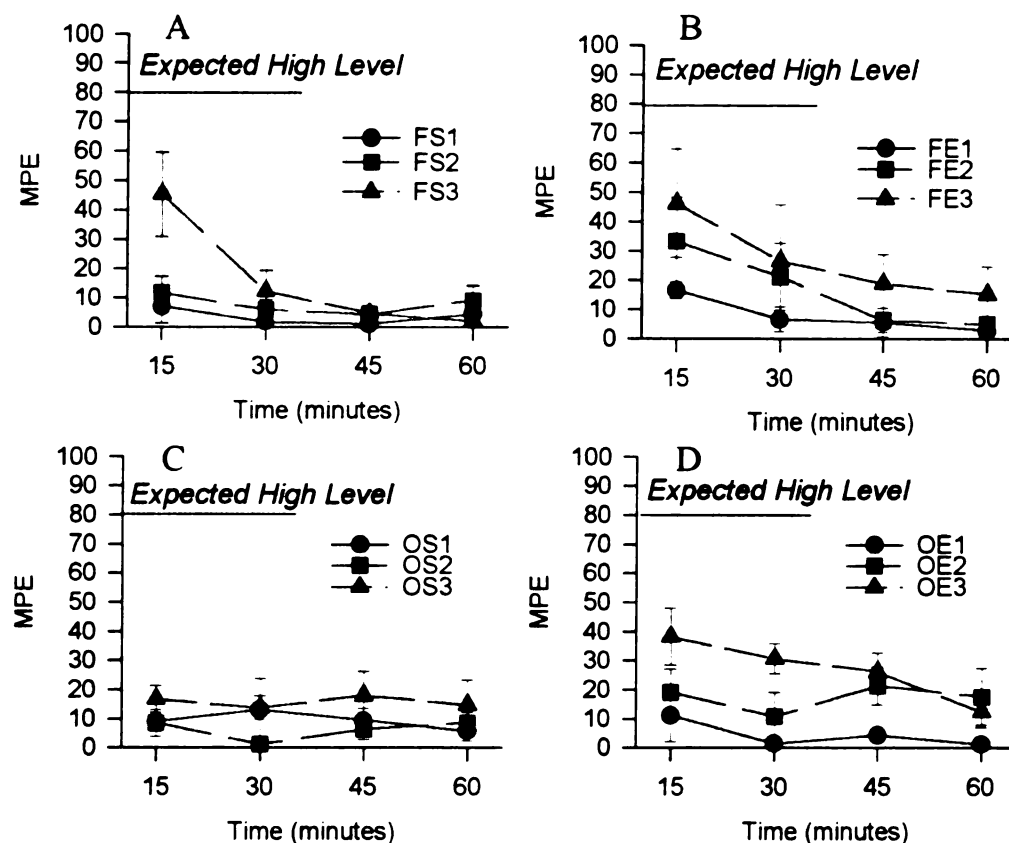 A
100
90
80
70
60
50
40
30
20
10
0
MPE
Expected High Level
FS1
FS2
FS3
15 30 45 60
Time (minutes)
B
100
90
80
70
60
50
40
30
20
10
0
MPE
Expected High Level
FE1
FE2
FE3
15 30 45 60
Time (minutes)
C
100
90
80
70
60
50
40
30
20
10
0
MPE
Expected High Level
OS1
OS2
OS3
15 30 45 60
Time (minutes)
D
100
90
80
70
60
50
40
30
20
10
0
MPE
Expected High Level
OE1
OE2
OE3
15 30 45 60
Time (minutes)